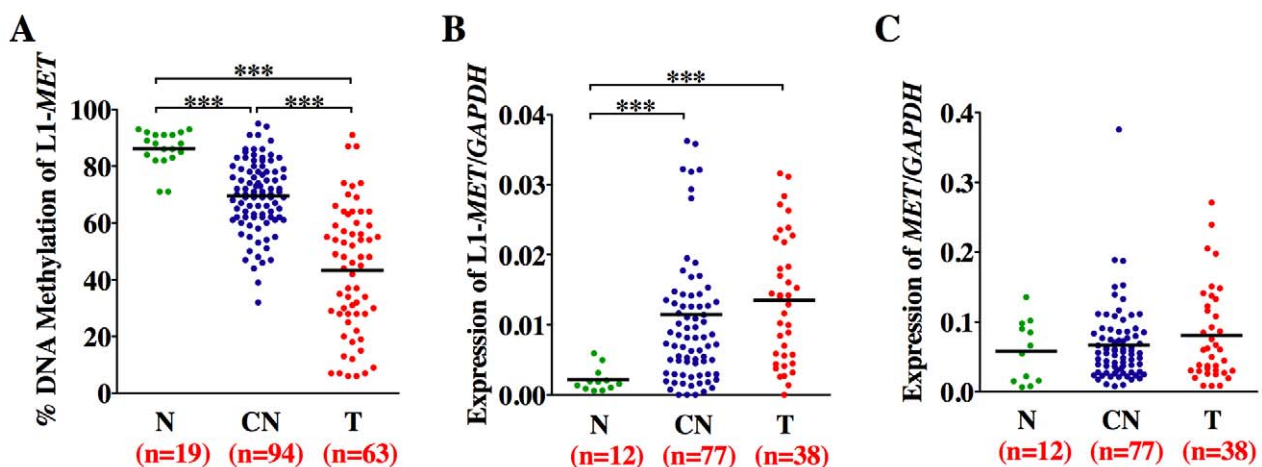 A
% DNA Methylation of L1-MET
***
*** ***
100
80
60
40
20
0
N CN T
(n=19) (n=94) (n=63)
B
Expression of L1-MET/GAPDH
***
***
0.04
0.03
0.02
0.01
0.00
N CN T
(n=12) (n=77) (n=38)
C
Expression of MET/GAPDH
0.4
0.3
0.2
0.1
0.0
N CN T
(n=12) (n=77) (n=38)